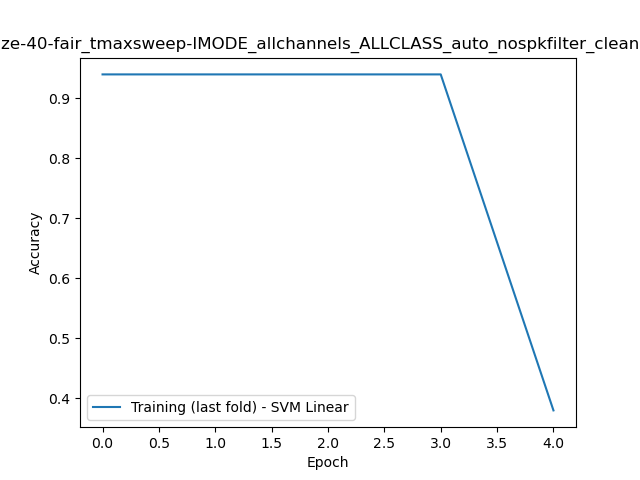 ze-40-fair_tmaxsweep-IMODE_allchannels_ALLCLASS_auto_nospkfilter_clean
0.9
0.8
0.7
0.6
0.5
0.4
Accuracy
Training (last fold) - SVM Linear
0.0 0.5 1.0 1.5 2.0 2.5 3.0 3.5 4.0
Epoch